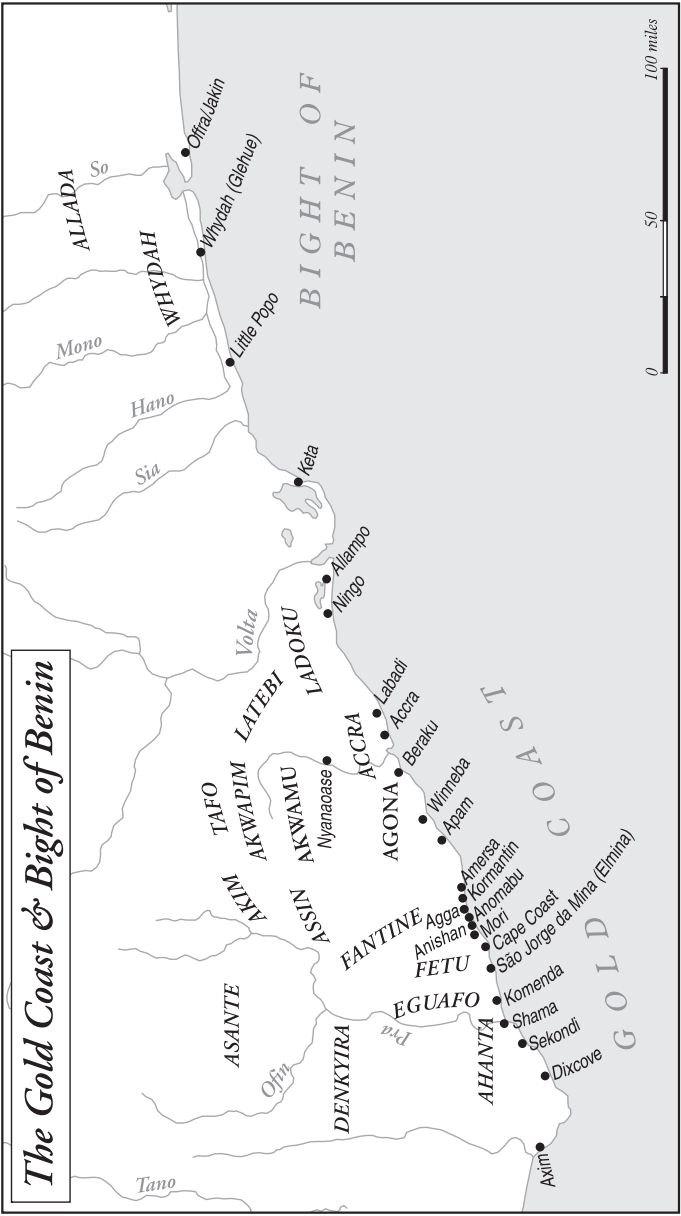 The Gold Coast & Bight of Benin
Tano
Ofin
Pra
Volta
Sia
Hano
Mono
So
ASANTE
DENKYIRA
AHANTA
EGUAFO
FETU
FANTINE
ASSIN
AKIM
TAFO
AKWAPIM
AKWAMU
Nyanaoase
AGONA
ACCRA
LATEBI
LADOKU
WHYDAH
ALLADA
Axim
Dixcove
Sekondi
Shama
Komenda
São Jorge da Mina (Elmina)
Cape Coast
Mori
Anishan
Anomabu
Agga
Kormantin
Amersa
Apam
Winneba
Beraku
Accra
Labadi
Ningo
Allampo
Keta
Little Popo
Whydah (Glehue)
Offra/Jakin
GOLD COAST
BIGHT OF
BENIN
0 50 100 miles